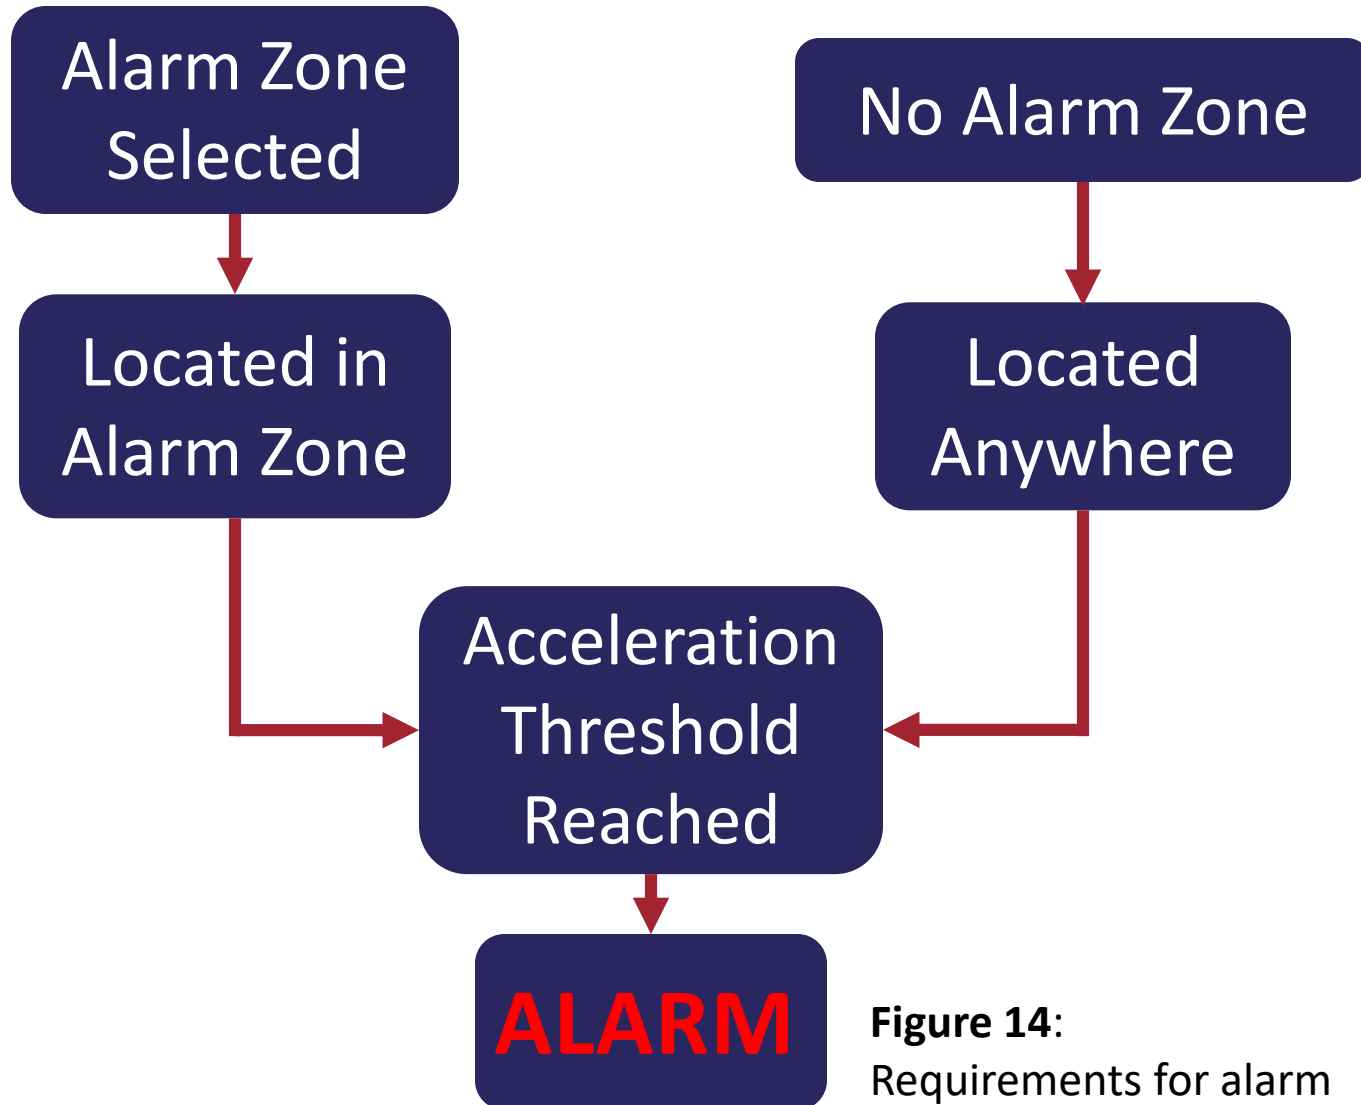 Alarm Zone
Selected
No Alarm Zone
Located in
Alarm Zone
Located
Anywhere
Acceleration
Threshold
Reached
ALARM
Figure 14:
Requirements for alarm